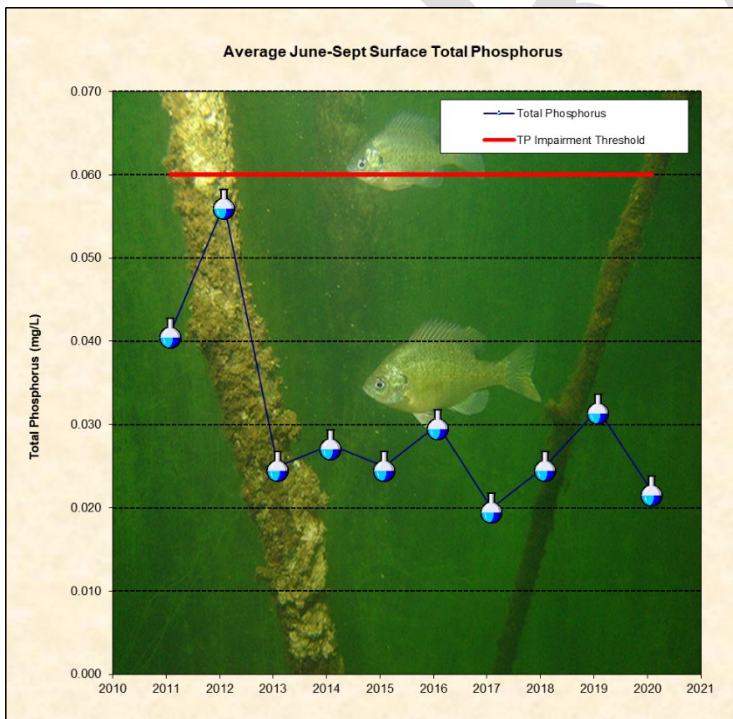 Average June-Sept Surface Total Phosphorus
Total Phosphorus
TP Impairment Threshold
Total Phosphorus (mg/L)
0.070
0.060
0.050
0.040
0.030
0.020
0.010
0.000
2010 2011 2012 2013 2014 2015 2016 2017 2018 2019 2020 2021